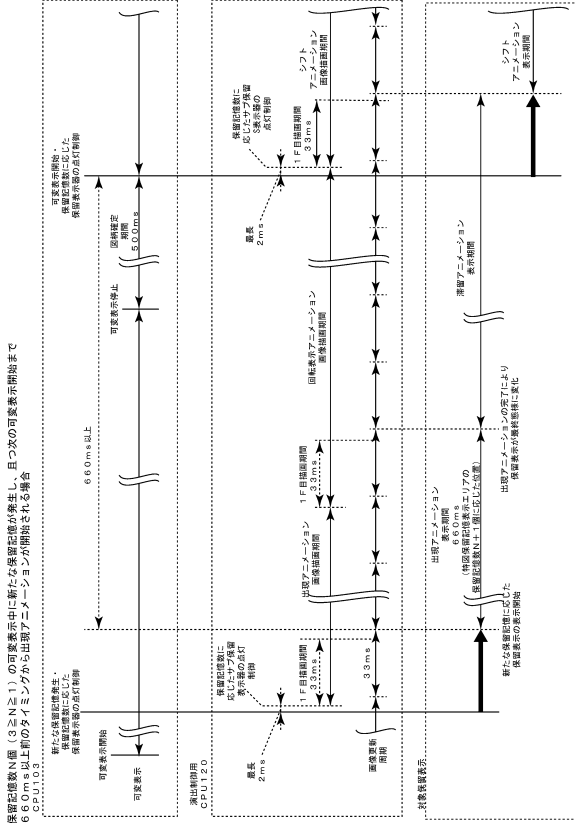 保留記憶数N個（3≧N≧1）の可変表示中に新たな保留記憶が発生し、且つ次の可変表示開始まで
660ms以上前のタイミングから出現アニメーションが開始される場合
CPU103
新たな保留記憶発生・
保留記憶数に応じた
保留表示器の点灯制御
可変表示開始・
保留記憶数に応じた
保留表示器の点灯制御
660ms以上
可変表示開始
可変表示停止
図柄確定
期間
500ms
可変表示
演出制御用
CPU120
保留記憶数に
応じたサブ保留
表示器の点灯
制御
保留記憶数に
応じたサブ保留
S表示器の
点灯制御
最長
2ms
最長
2ms
1F目描画期間
33ms
1F目描画期間
33ms
1F目描画期間
33ms
出現アニメーション
画像描画期間
回転表示アニメーション
画像描画期間
シフト
アニメーション
画像描画期間
33ms
画像更新
周期
対象保留表示
出現アニメーション
表示期間
660ms
（特図保留記憶表示エリアの
保留記憶数N+1個に応じた位置）
滞留アニメーション
表示期間
シフト
アニメーション
表示期間
新たな保留記憶に応じた
保留表示の表示開始
出現アニメーションの完了により
保留表示が最終態様に変化